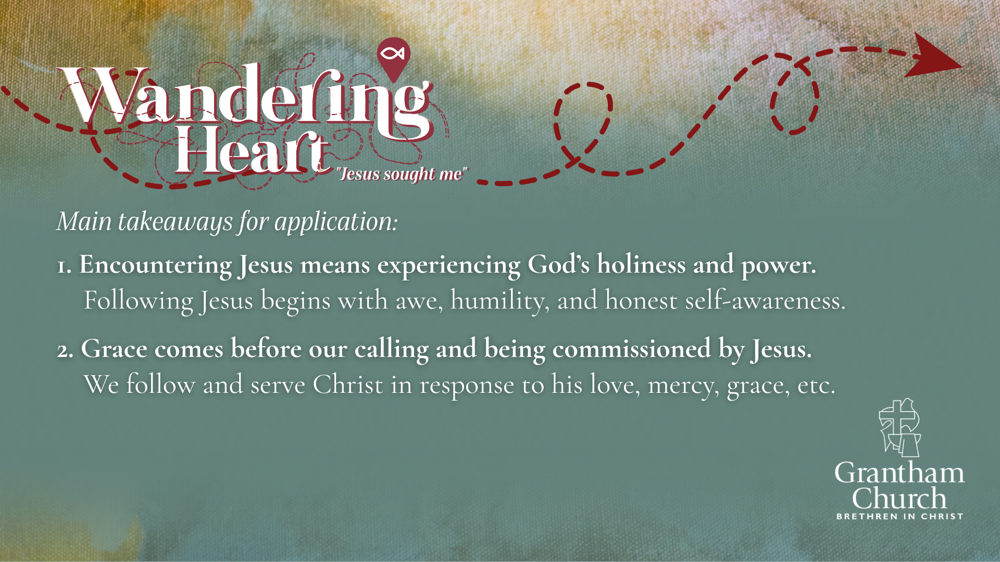 Wandering
Heart
"Jesus sought me"
Main takeaways for application:
1. Encountering Jesus means experiencing God’s holiness and power.
Following Jesus begins with awe, humility, and honest self-awareness.
2. Grace comes before our calling and being commissioned by Jesus.
We follow and serve Christ in response to his love, mercy, grace, etc.
Grantham
Church
BRETHREN IN CHRIST